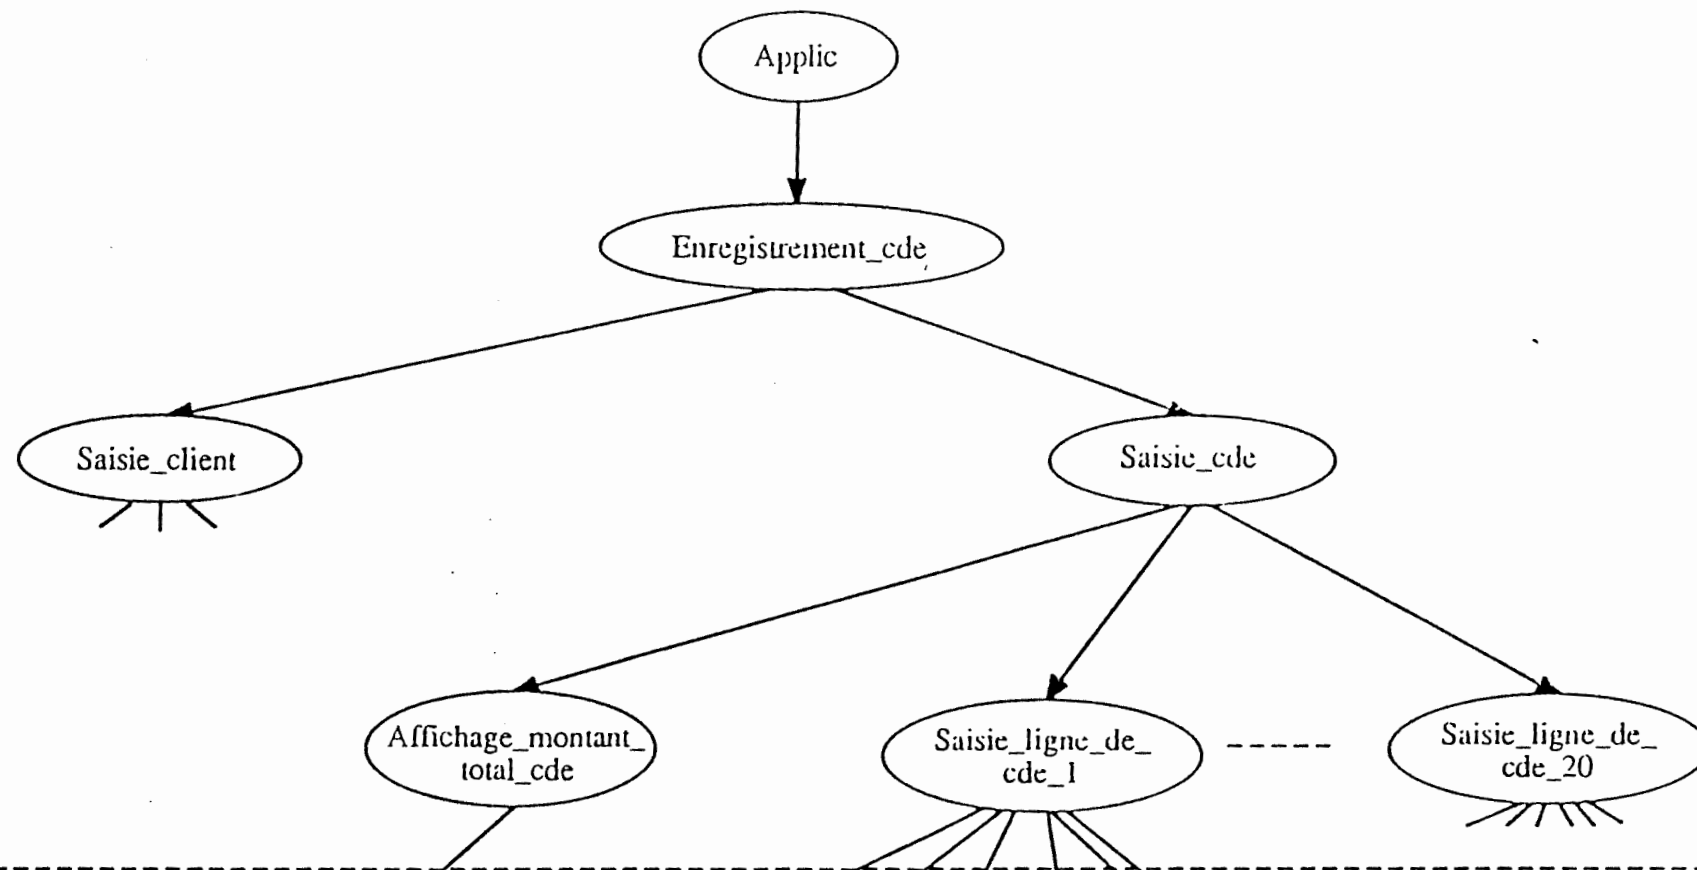 Applic
Enregistrement_cde
Saisie_client
Saisie_cde
Affichage_montant_
total_cde
Saisie_ligne_de_
cde_1
Saisie_ligne_de_
cde_20